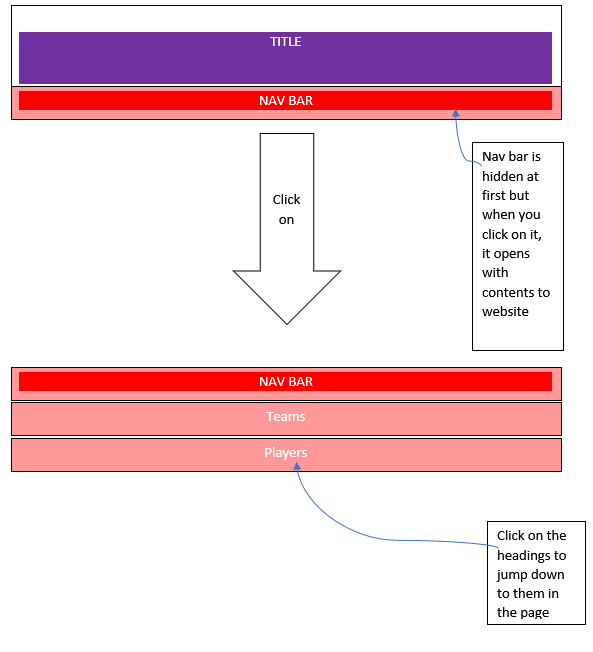 TITLE
NAV BAR
Nav bar is
hidden at
first but
when you
click on it,
it opens
with
contents to
website
Click
on
NAV BAR
Teams
Players
Click on the
headings to
jump down
to them in
the page